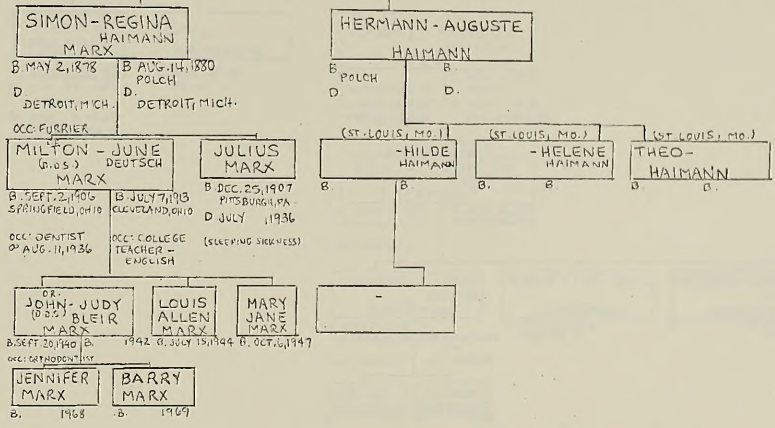 SIMON-REGINA
HAIMANN
MARX
B. MAY 2, 1878
B AUG. 14, 1880
POLCH
D.
DETROIT, MICH.
D.
DETROIT, MICH.
OCC: FURRIER
HERMANN - AUGUSTE
HAIMANN
B
POLCH
D
B.
D.
MILTON - JUNE
(D.D.S) DEUTSCH
MARX
B. SEPT. 2, 1906
SPRINGFIELD, OHIO
B. JULY 7, 1913
CLEVELAND, OHIO
OCC: DENTIST
∞ AUG. 11, 1936
OCC: COLLEGE
TEACHER -
ENGLISH
JULIUS
MARX
B. DEC. 25, 1907
PITSBURGH, PA.
D JULY , 1936
(SLEEPING SICKNESS)
(ST. LOUIS, MO.)
-HILDE
HAIMANN
B. B.
(ST LOUIS, MO.)
-HELENE
HAIMANN
B. B.
(ST LOUIS, MO.)
THEO-
HAIMANN
B. B.
DR.
JOHN-JUDY
(D.D.S) BLEIR
MARX
B. SEPT. 20, 1940 B. 1942
OCC: ORTHODONTIST
LOUIS
ALLEN
MARX
B. JULY 15, 1944
MARY
JANE
MARX
B. OCT. 6, 1947
-
JENNIFER
MARX
B. 1968
BARRY
MARX
B. 1969